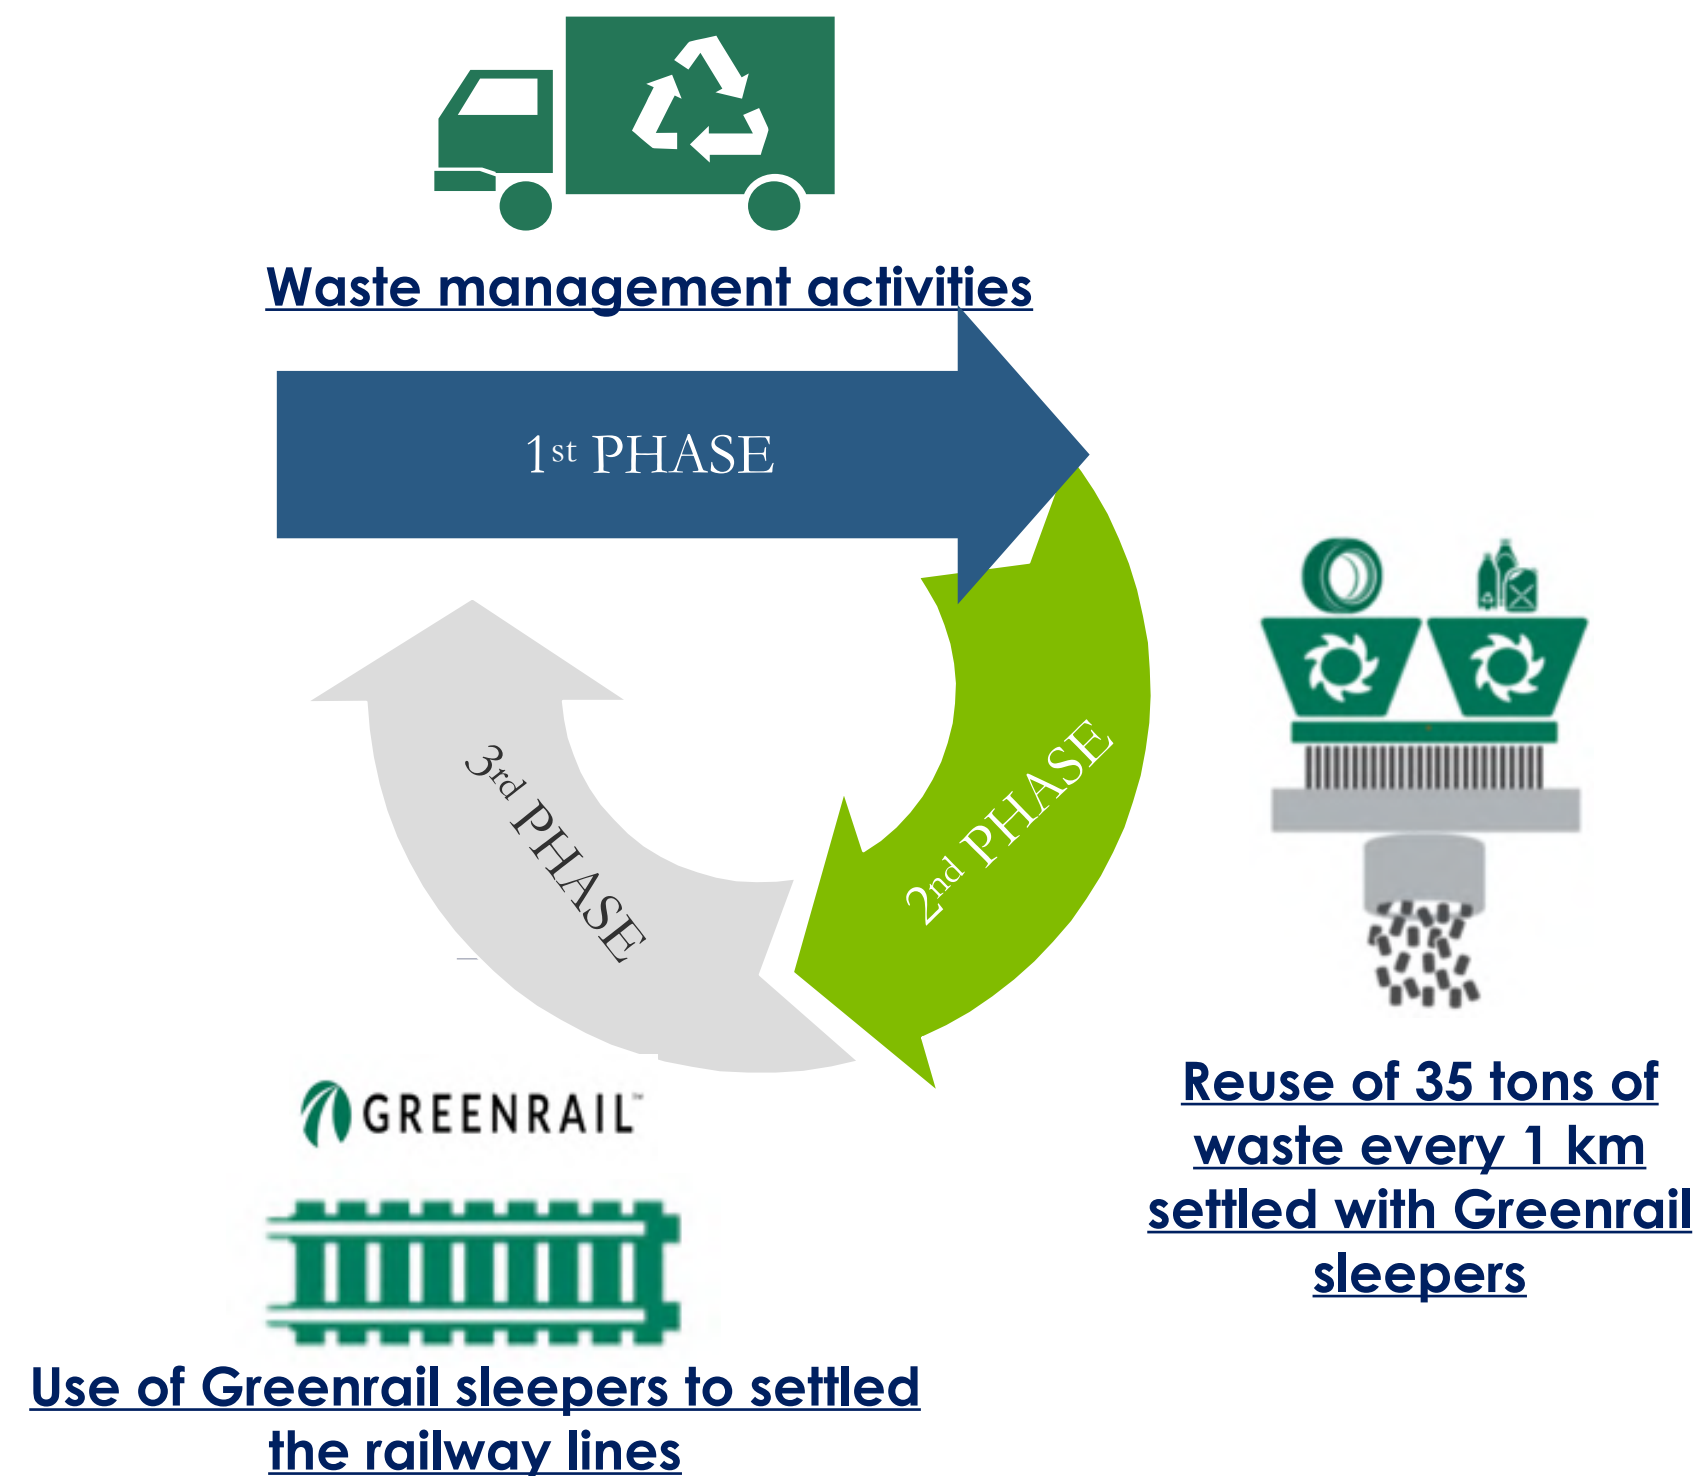 Waste management activities
1st PHASE
2nd PHASE
3rd PHASE
Reuse of 35 tons of
waste every 1 km
settled with Greenrail
sleepers
GREENRAIL™
Use of Greenrail sleepers to settled
the railway lines